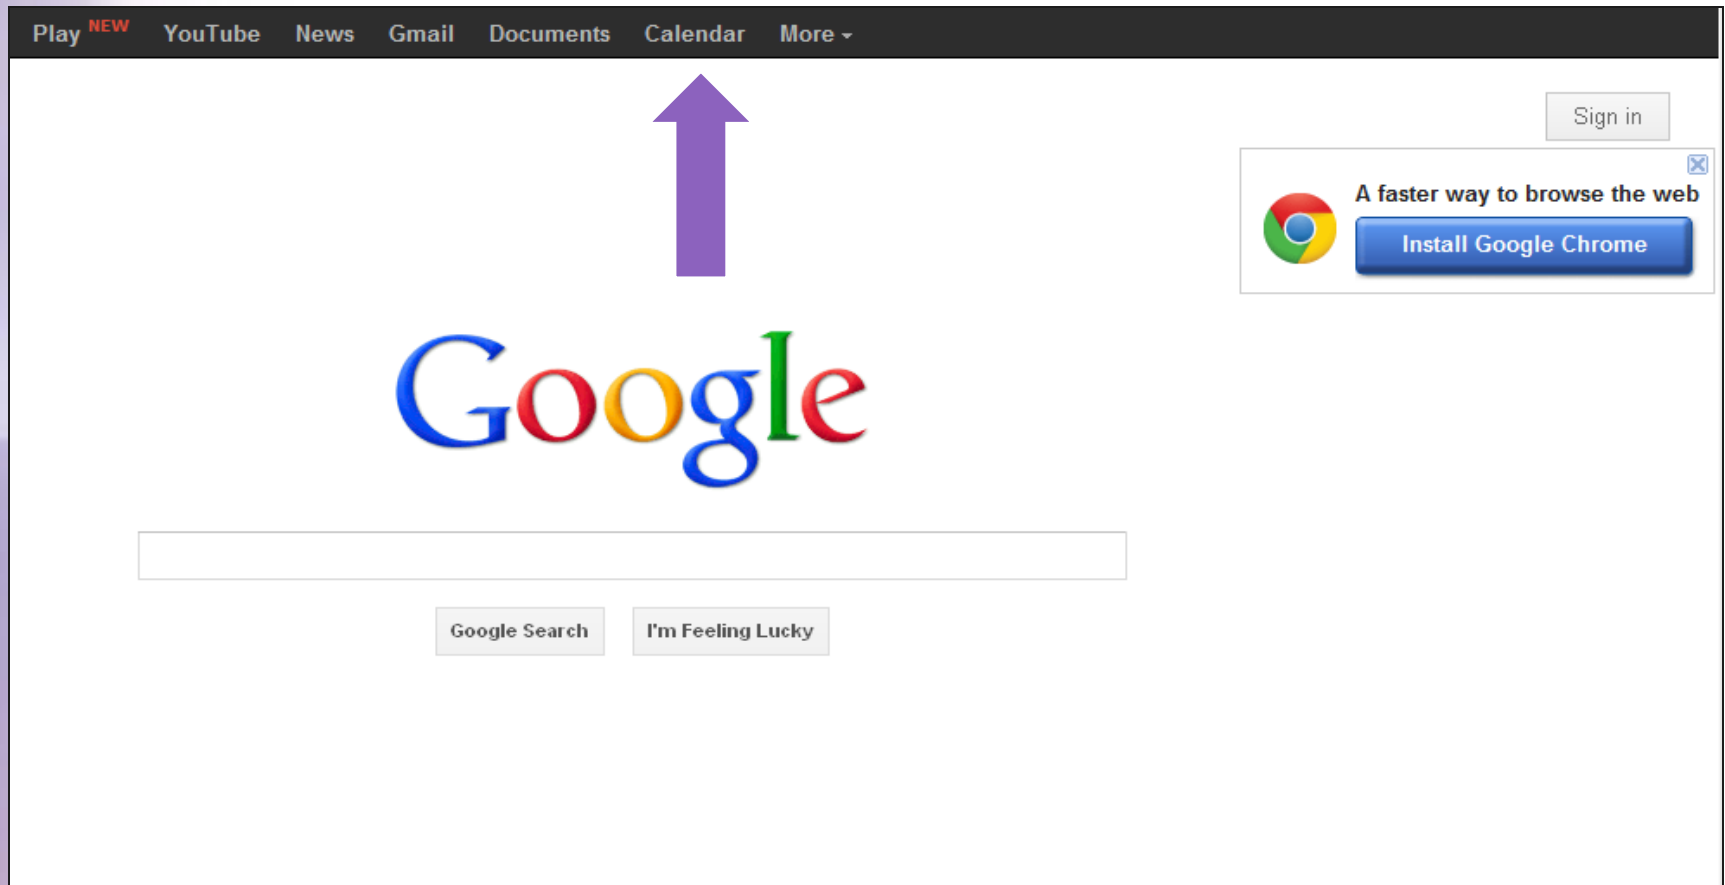 Play NEW YouTube News Gmail Documents Calendar More
Sign in
A faster way to browse the web
Install Google Chrome
Google
Google Search I'm Feeling Lucky